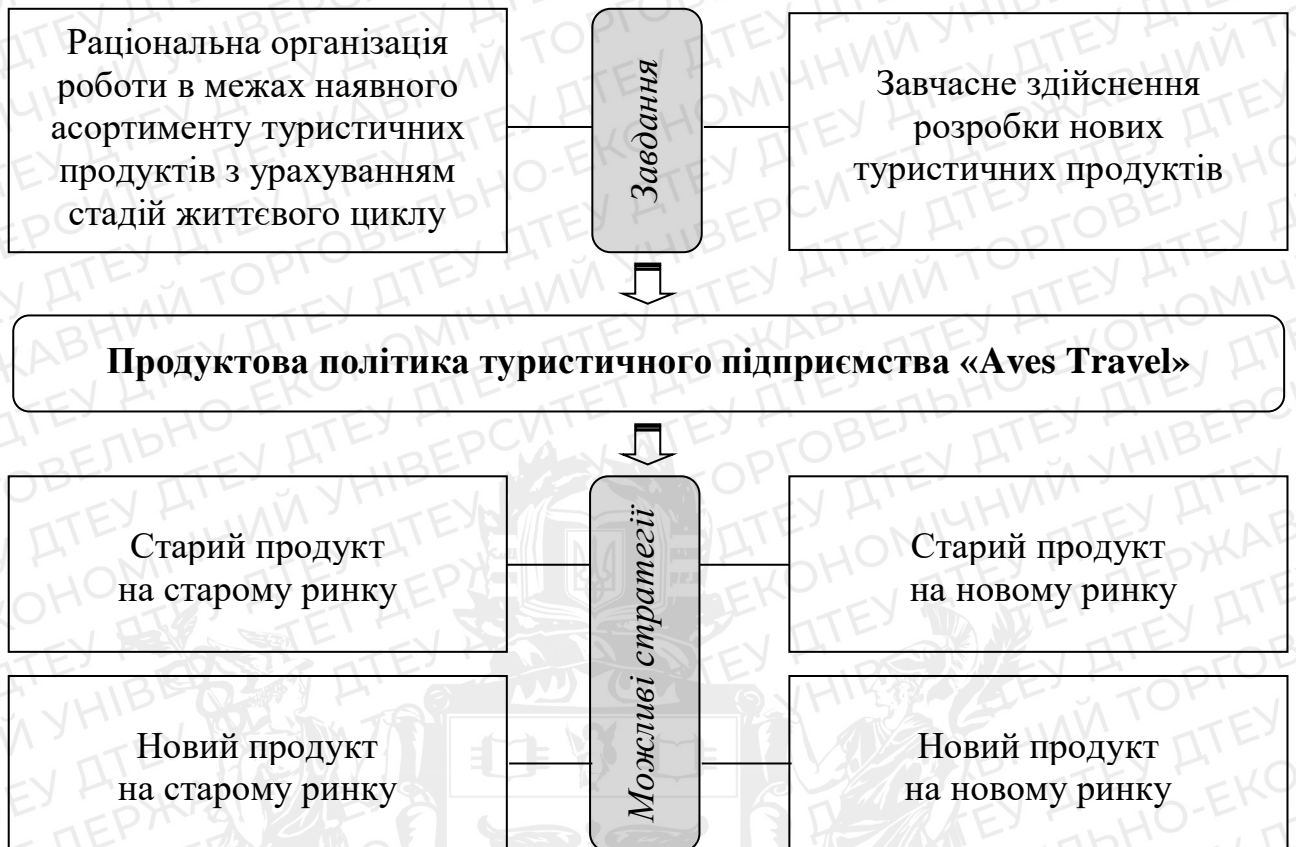 Раціональна організація
роботи в межах наявного
асортименту туристичних
продуктів з урахуванням
стадій життєвого циклу
Завдання
Завчасне здійснення
розробки нових
туристичних продуктів
Продуктова політика туристичного підприємства «Aves Travel»
Старий продукт
на старому ринку
Можливі стратегії
Старий продукт
на новому ринку
Новий продукт
на старому ринку
Новий продукт
на новому ринку